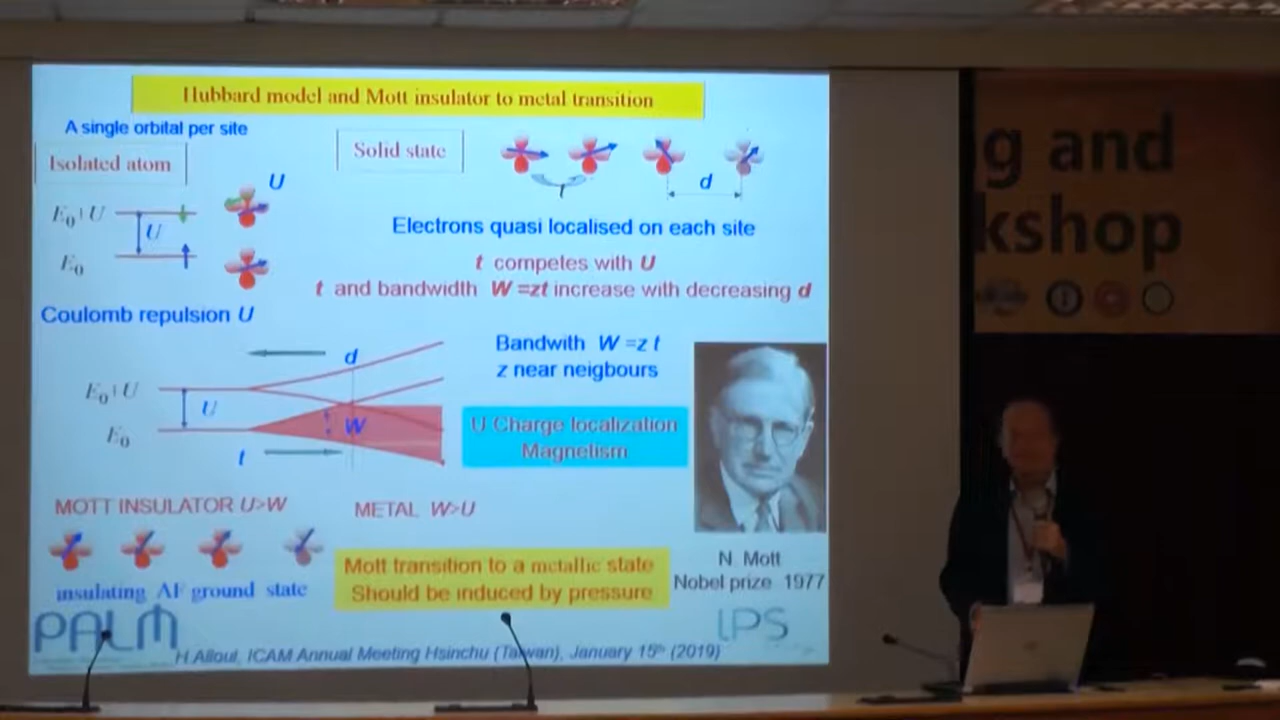 Hubbard model and Mott insulator to metal transition
A single orbital per site
Isolated atom
Solid state
U
E0+U
U
E0
t
d
Electrons quasi localised on each site
t competes with U
t and bandwidth W =zt increase with decreasing d
Coulomb repulsion U
d
E0+U
U
E0
W
t
Bandwith W =z t
z near neigbours
U Charge localization
Magnetism
MOTT INSULATOR U>W
METAL W>U
insulating AF ground state
Mott transition to a metallic state
Should be induced by pressure
N. Mott
Nobel prize 1977
PALM
LPS
H Alloul, ICAM Annual Meeting Hsinchu (Taiwan), January 15th (2019)
g and
kshop